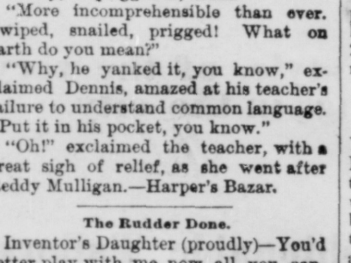 "More incomprehensible than ever.
wiped, snailed, prigged! What on
arth do you mean?"
"Why, he yanked it, you know," ex-
laimed Dennis, amazed at his teacher's
ailure to understand common language.
Put it in his pocket, you know."
"Oh!" exclaimed the teacher, with a
reat sigh of relief, as she went after
eddy Mulligan.—Harper's Bazar.
The Rudder Done.
Inventor's Daughter (proudly)—You'd